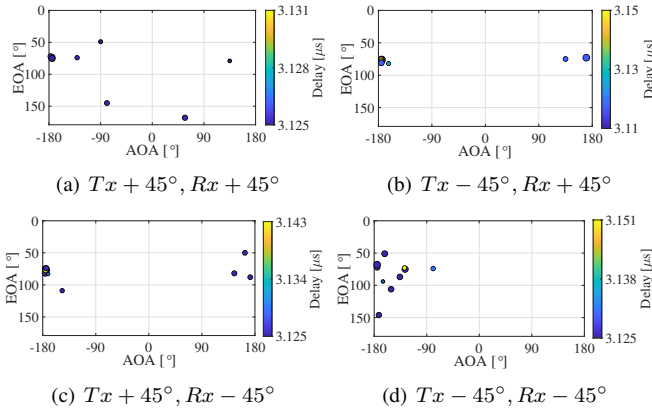 0
50
100
150
-180 -90 0 90 180
AOA [°]
EOA [°]
3.131
3.128
3.125
Delay [μs]
(a) Tx + 45°, Rx + 45°
0
50
100
150
-180 -90 0 90 180
AOA [°]
EOA [°]
3.15
3.13
3.11
Delay [μs]
(b) Tx − 45°, Rx + 45°
0
50
100
150
-180 -90 0 90 180
AOA [°]
EOA [°]
3.143
3.134
3.125
Delay [μs]
(c) Tx + 45°, Rx − 45°
0
50
100
150
-180 -90 0 90 180
AOA [°]
EOA [°]
3.151
3.138
3.125
Delay [μs]
(d) Tx − 45°, Rx − 45°